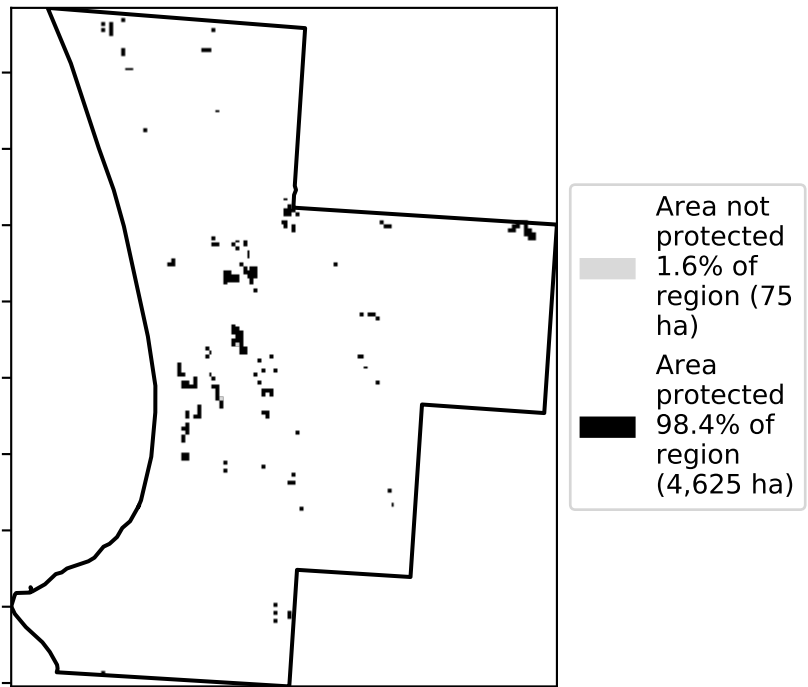 Area not
protected
1.6% of
region (75
ha)
Area
protected
98.4% of
region
(4,625 ha)